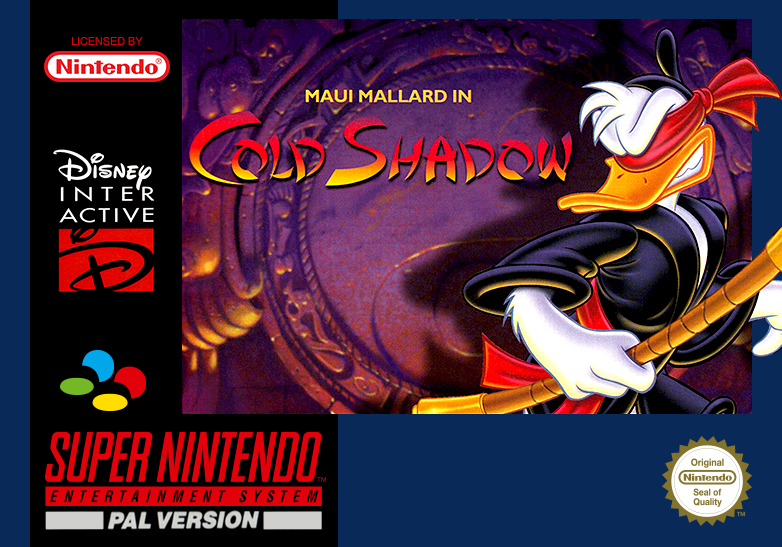 LICENSED BY
Nintendo®
Disney
INTER
ACTIVE
D
MAUI MALLARD IN
COLD SHADOW
SUPER NINTENDO™
ENTERTAINMENT SYSTEM
PAL VERSION
Original
Nintendo
Seal of
Quality
TM